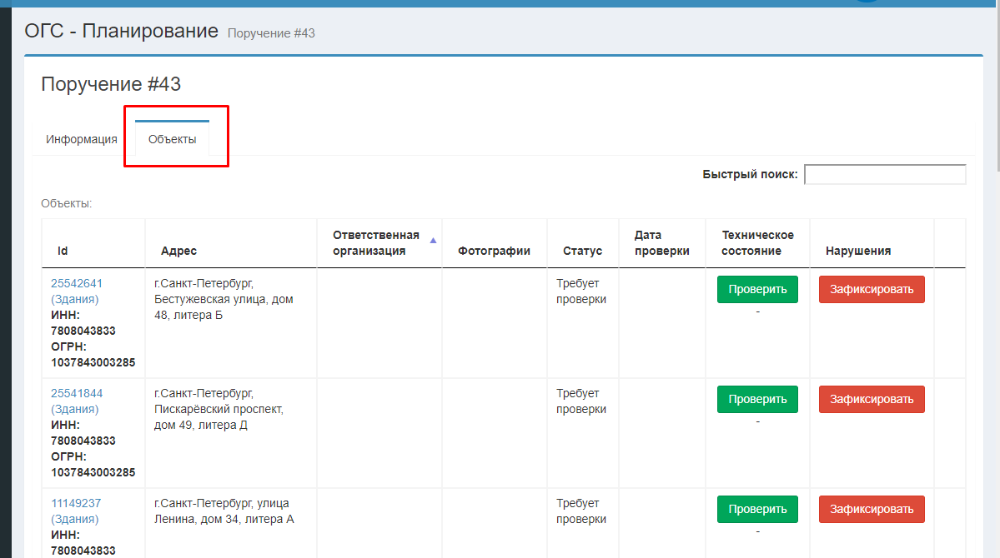 ОГС - Планирование Поручение #43
Поручение #43
Информация Объекты
Быстрый поиск:
Объекты:
Id Адрес Ответственная организация Фотографии Статус Дата проверки Техническое состояние Нарушения
25542641
(Здания)
ИНН:
7808043833
ОГРН:
1037843003285
г.Санкт-Петербург,
Бестужевская улица, дом
48, литера Б
Требует
проверки
Проверить
-
Зафиксировать
25541844
(Здания)
ИНН:
7808043833
ОГРН:
1037843003285
г.Санкт-Петербург,
Пискарёвский проспект,
дом 49, литера Д
Требует
проверки
Проверить
-
Зафиксировать
11149237
(Здания)
ИНН:
7808043833
г.Санкт-Петербург, улица
Ленина, дом 34, литера А
Требует
проверки
Проверить
-
Зафиксировать